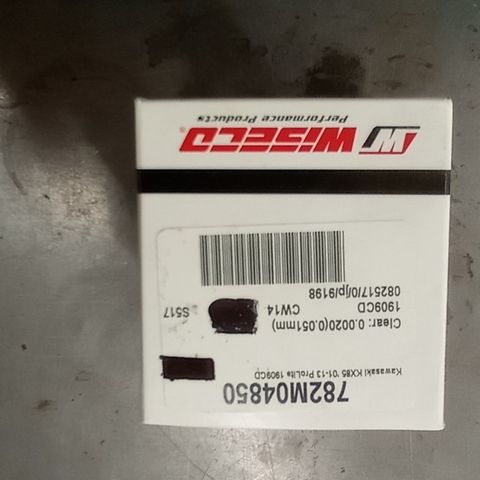 782M04850
Kawasaki KX85 '01-13 ProLite 1909CD
Clear: 0.0020(0.051mm)
1909CD CW14 S517
082517/0/jp/9198
W WISECO
Performance Products